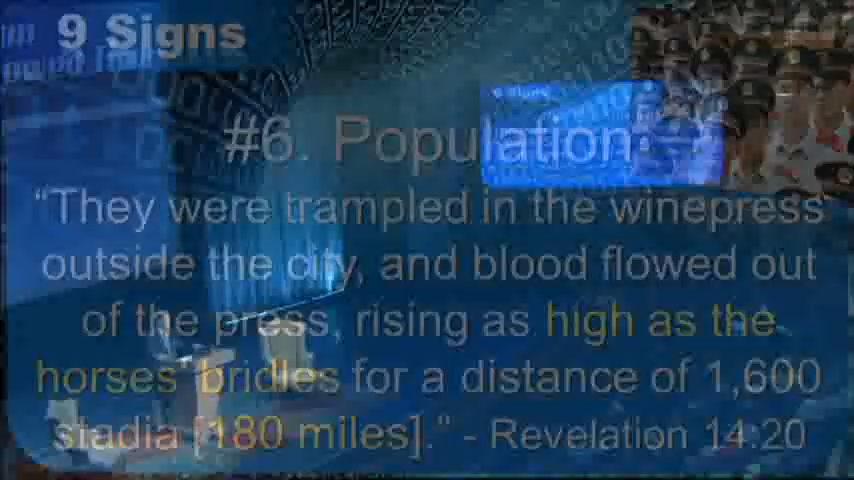 9 Signs
9 Signs
#6. Population
“They were trampled in the winepress
outside the city, and blood flowed out
of the press, rising as high as the
horses' bridles for a distance of 1,600
stadia [180 miles].” - Revelation 14:20